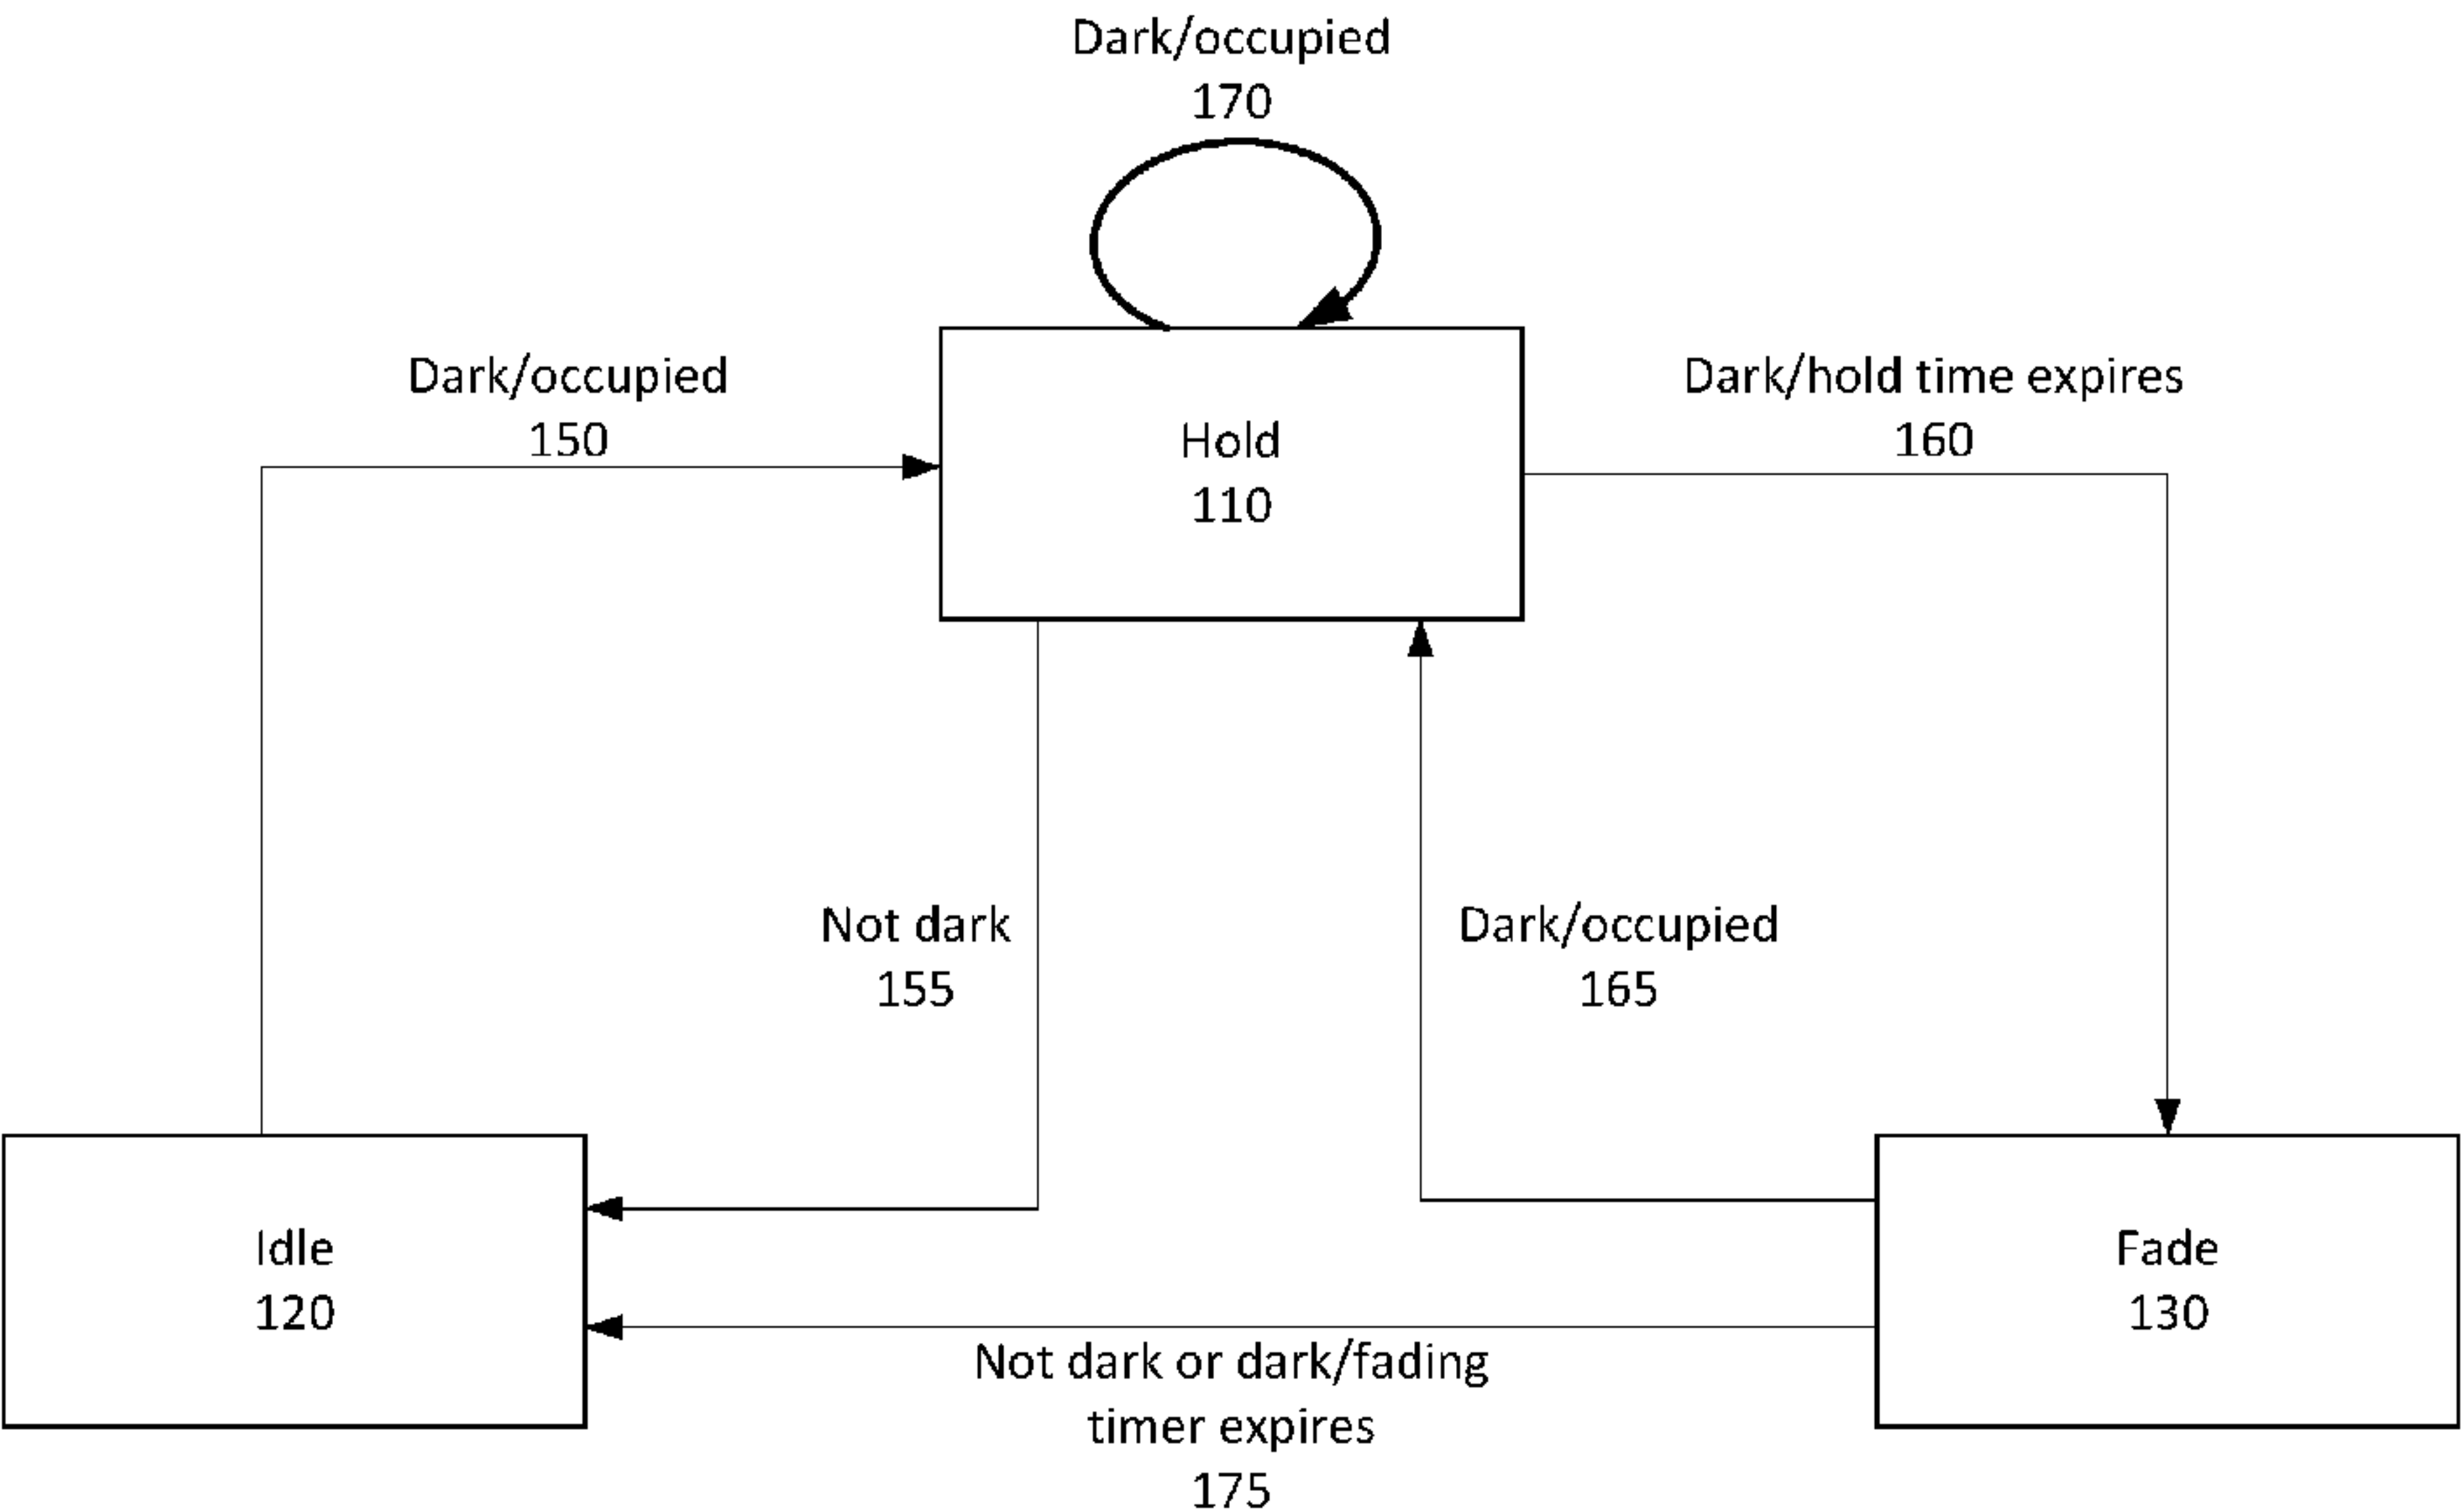 Dark/occupied
170
Dark/occupied
150
Hold
110
Dark/hold time expires
160
Not dark
155
Dark/occupied
165
Idle
120
Fade
130
Not dark or dark/fading
timer expires
175